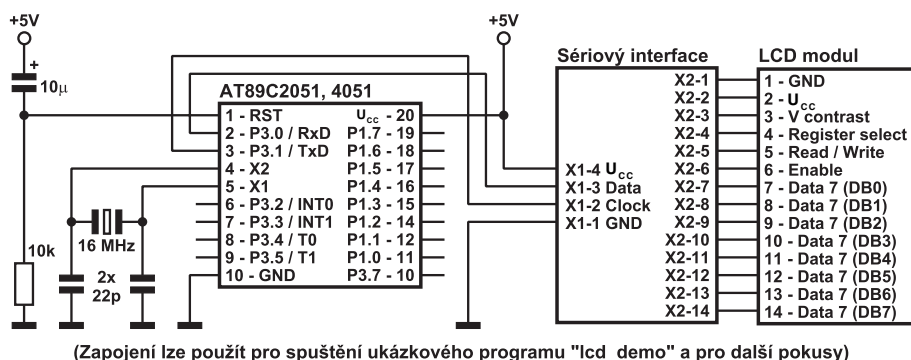 +5V
+
10µ
10k
16 MHz
2x
22p
AT89C2051, 4051
1 - RST
2 - P3.0 / RxD
3 - P3.1 / TxD
4 - X2
5 - X1
6 - P3.2 / INT0
7 - P3.3 / INT1
8 - P3.4 / T0
9 - P3.5 / T1
10 - GND
Ucc - 20
P1.7 - 19
P1.6 - 18
P1.5 - 17
P1.4 - 16
P1.3 - 15
P1.2 - 14
P1.1 - 12
P1.0 - 11
P3.7 - 10
+5V
Sériový interface
X1-4 Ucc
X1-3 Data
X1-2 Clock
X1-1 GND
X2-1
X2-2
X2-3
X2-4
X2-5
X2-6
X2-7
X2-8
X2-9
X2-10
X2-11
X2-12
X2-13
X2-14
LCD modul
1 - GND
2 - Ucc
3 - V contrast
4 - Register select
5 - Read / Write
6 - Enable
7 - Data 7 (DB0)
8 - Data 7 (DB1)
9 - Data 7 (DB2)
10 - Data 7 (DB3)
11 - Data 7 (DB4)
12 - Data 7 (DB5)
13 - Data 7 (DB6)
14 - Data 7 (DB7)
(Zapojení lze použít pro spuštění ukázkového programu "lcd_demo" a pro další pokusy)